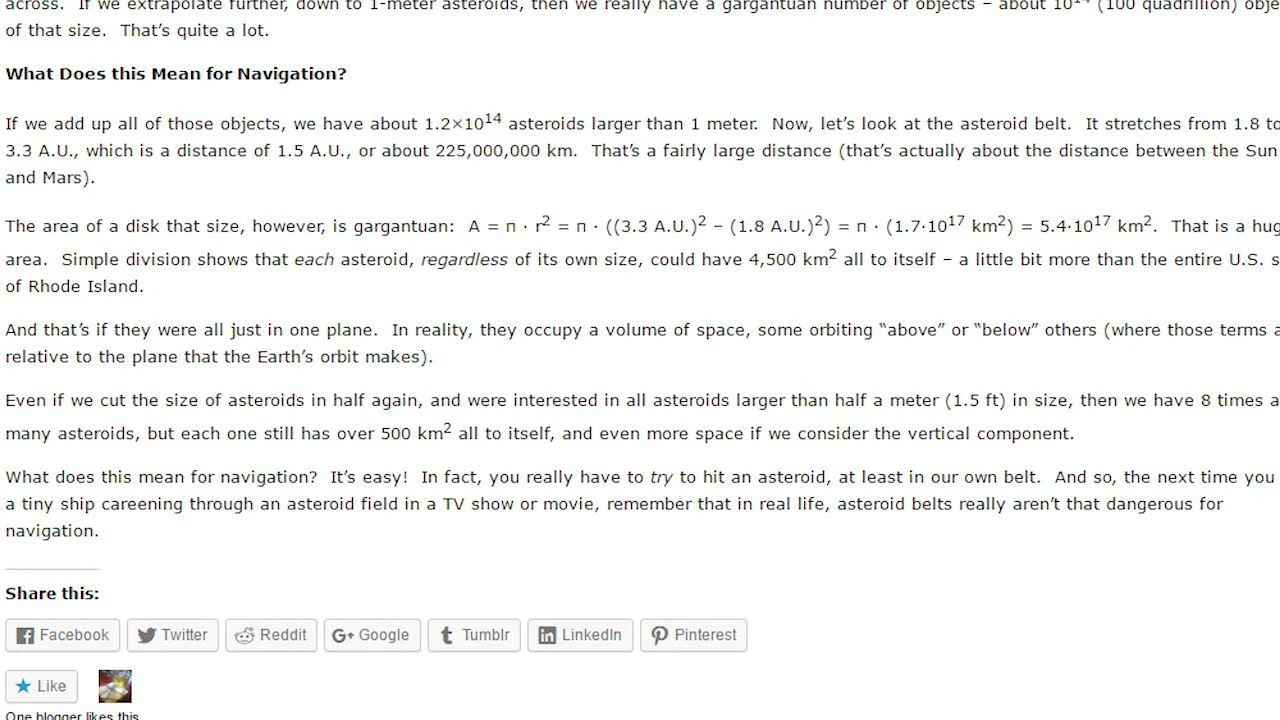 across.  If we extrapolate further, down to 1-meter asteroids, then we really have a gargantuan number of objects – about 10¹⁴ (100 quadrillion) obje
of that size.  That's quite a lot.
What Does this Mean for Navigation?
If we add up all of those objects, we have about 1.2×10¹⁴ asteroids larger than 1 meter.  Now, let's look at the asteroid belt.  It stretches from 1.8 to
3.3 A.U., which is a distance of 1.5 A.U., or about 225,000,000 km.  That's a fairly large distance (that's actually about the distance between the Sun
and Mars).
The area of a disk that size, however, is gargantuan:  A = π · r² = π · ((3.3 A.U.)² – (1.8 A.U.)²) = π · (1.7·10¹⁷ km²) = 5.4·10¹⁷ km².  That is a hug
area.  Simple division shows that each asteroid, regardless of its own size, could have 4,500 km² all to itself – a little bit more than the entire U.S. s
of Rhode Island.
And that's if they were all just in one plane.  In reality, they occupy a volume of space, some orbiting "above" or "below" others (where those terms a
relative to the plane that the Earth's orbit makes).
Even if we cut the size of asteroids in half again, and were interested in all asteroids larger than half a meter (1.5 ft) in size, then we have 8 times a
many asteroids, but each one still has over 500 km² all to itself, and even more space if we consider the vertical component.
What does this mean for navigation?  It's easy!  In fact, you really have to try to hit an asteroid, at least in our own belt.  And so, the next time you
a tiny ship careening through an asteroid field in a TV show or movie, remember that in real life, asteroid belts really aren't that dangerous for
navigation.
Share this:
Facebook Twitter Reddit G+ Google Tumblr LinkedIn Pinterest
Like
One blogger likes this